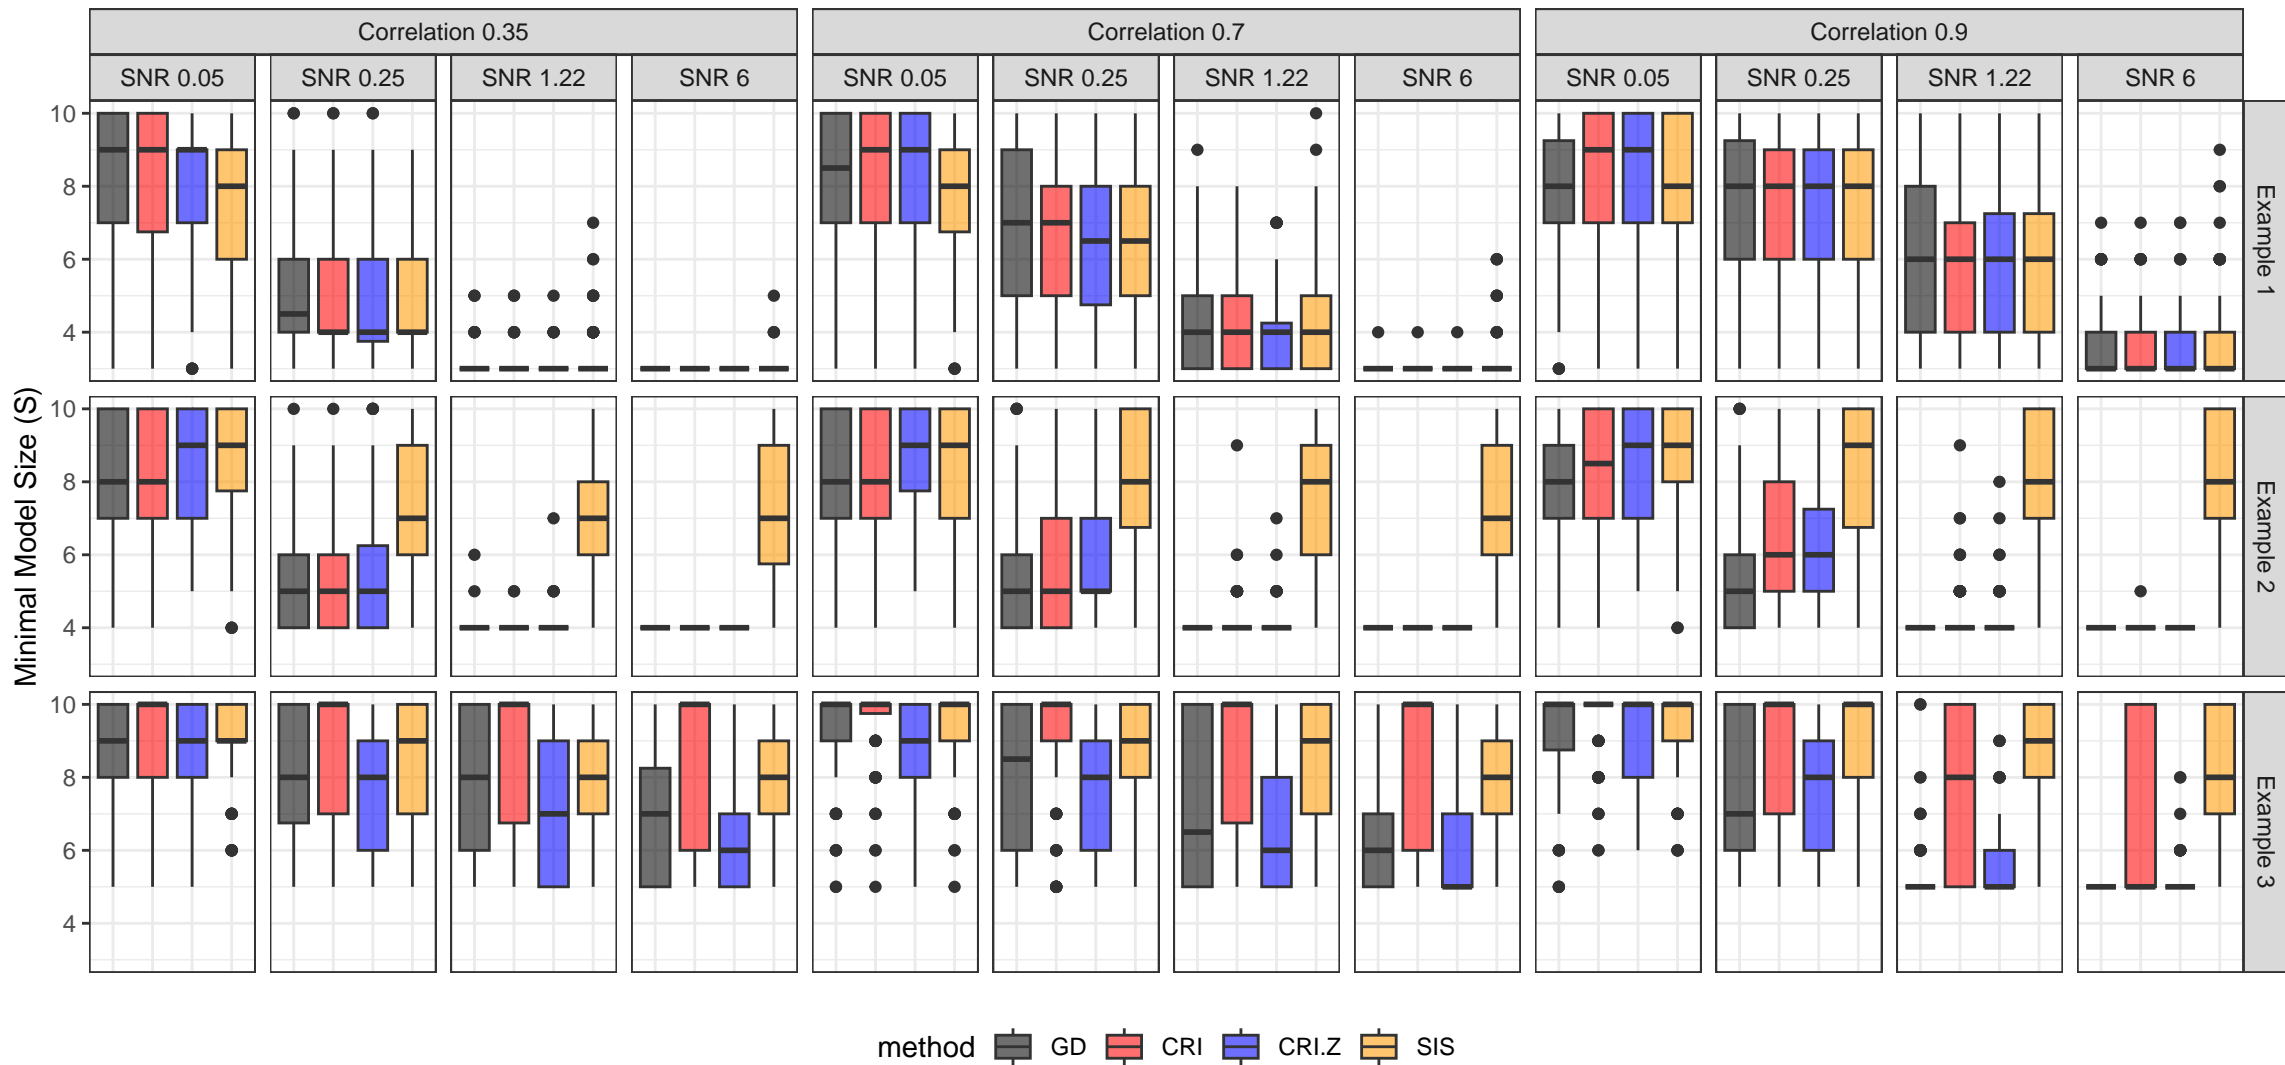 Correlation 0.35 Correlation 0.7 Correlation 0.9
SNR 0.05 SNR 0.25 SNR 1.22 SNR 6 SNR 0.05 SNR 0.25 SNR 1.22 SNR 6 SNR 0.05 SNR 0.25 SNR 1.22 SNR 6
Minimal Model Size (S)
10
8
6
4
Example 1
10
8
6
4
Example 2
10
8
6
4
Example 3
method GD CRI CRI.Z SIS